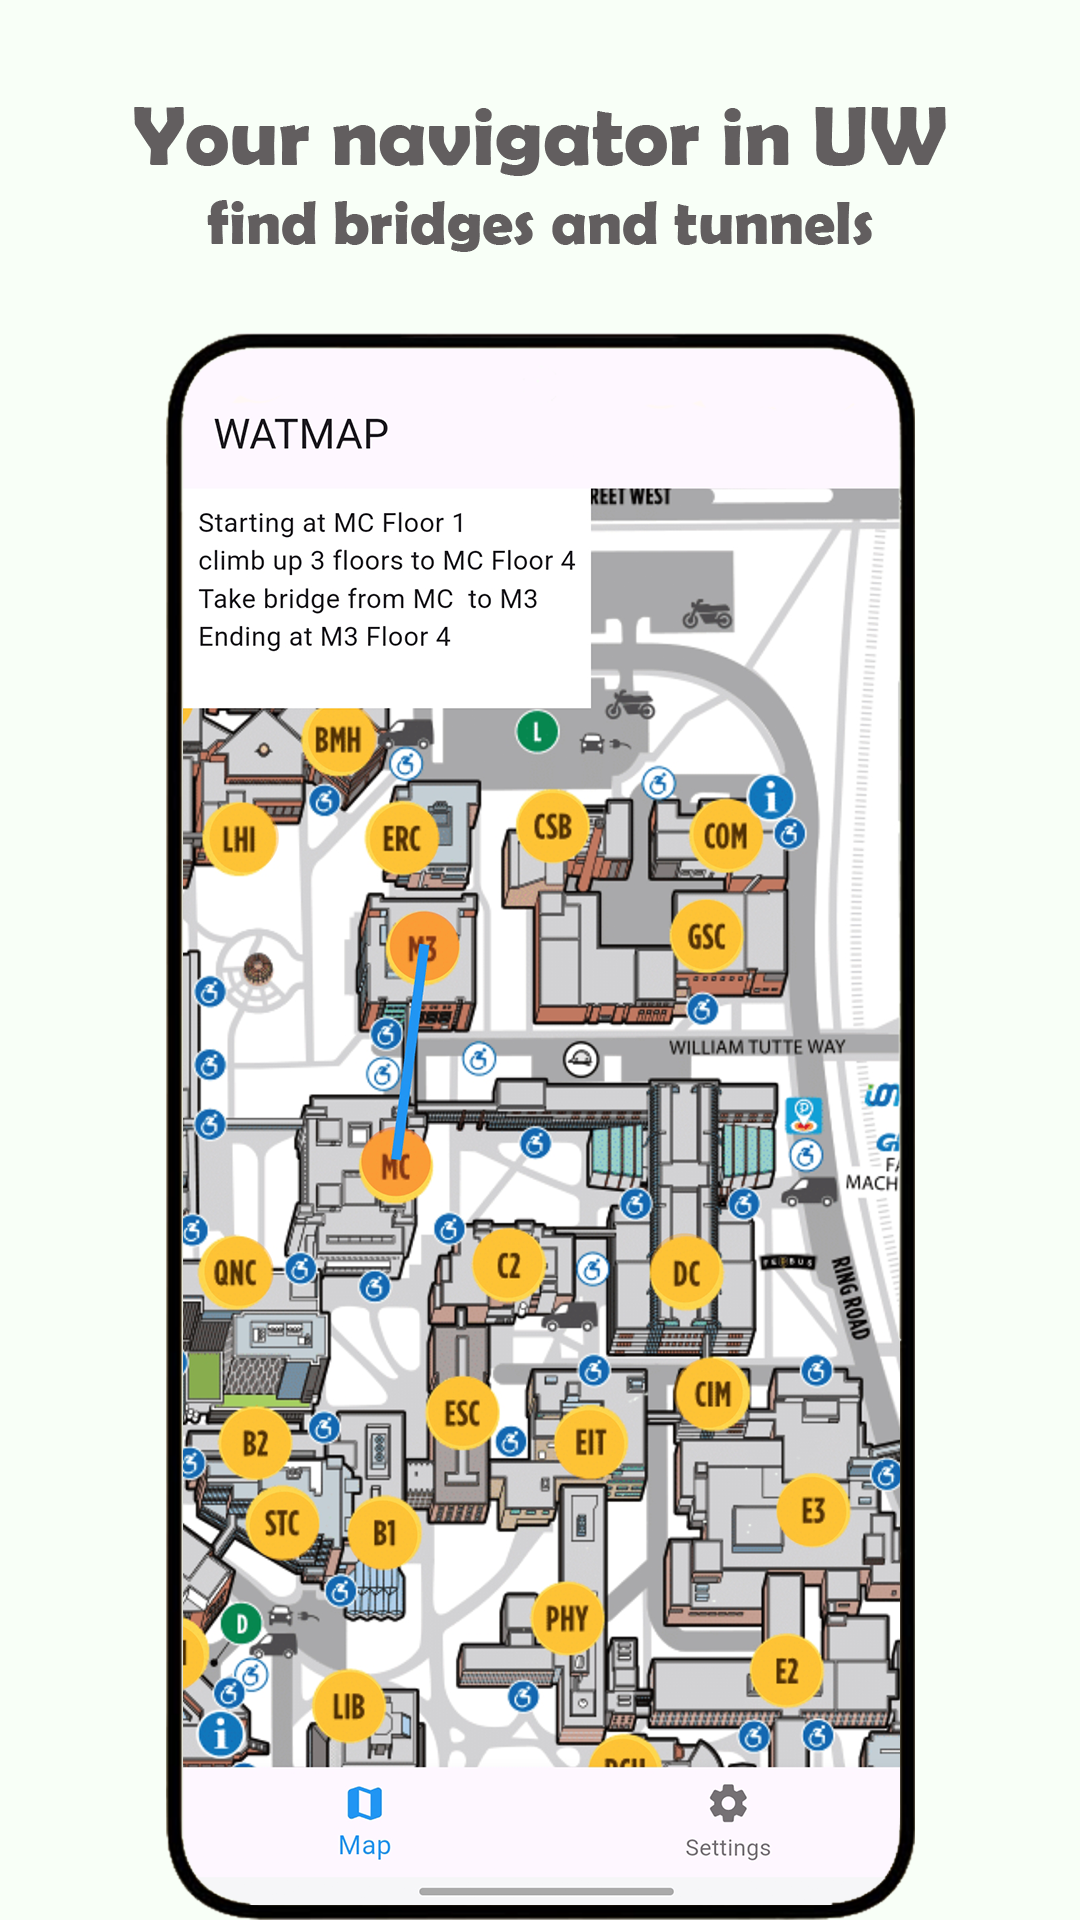 Your navigator in UW
find bridges and tunnels
WATMAP
Starting at MC Floor 1
climb up 3 floors to MC Floor 4
Take bridge from MC  to M3
Ending at M3 Floor 4
REET WEST
BMH
L
LHI
ERC
CSB
COM
i
M3
GSC
WILLIAM TUTTE WAY
P
MACH
MC
QNC
C2
DC
RING ROAD
CIM
ESC
B2
EIT
STC
B1
E3
D
PHY
E2
LIB
i
Map
Settings